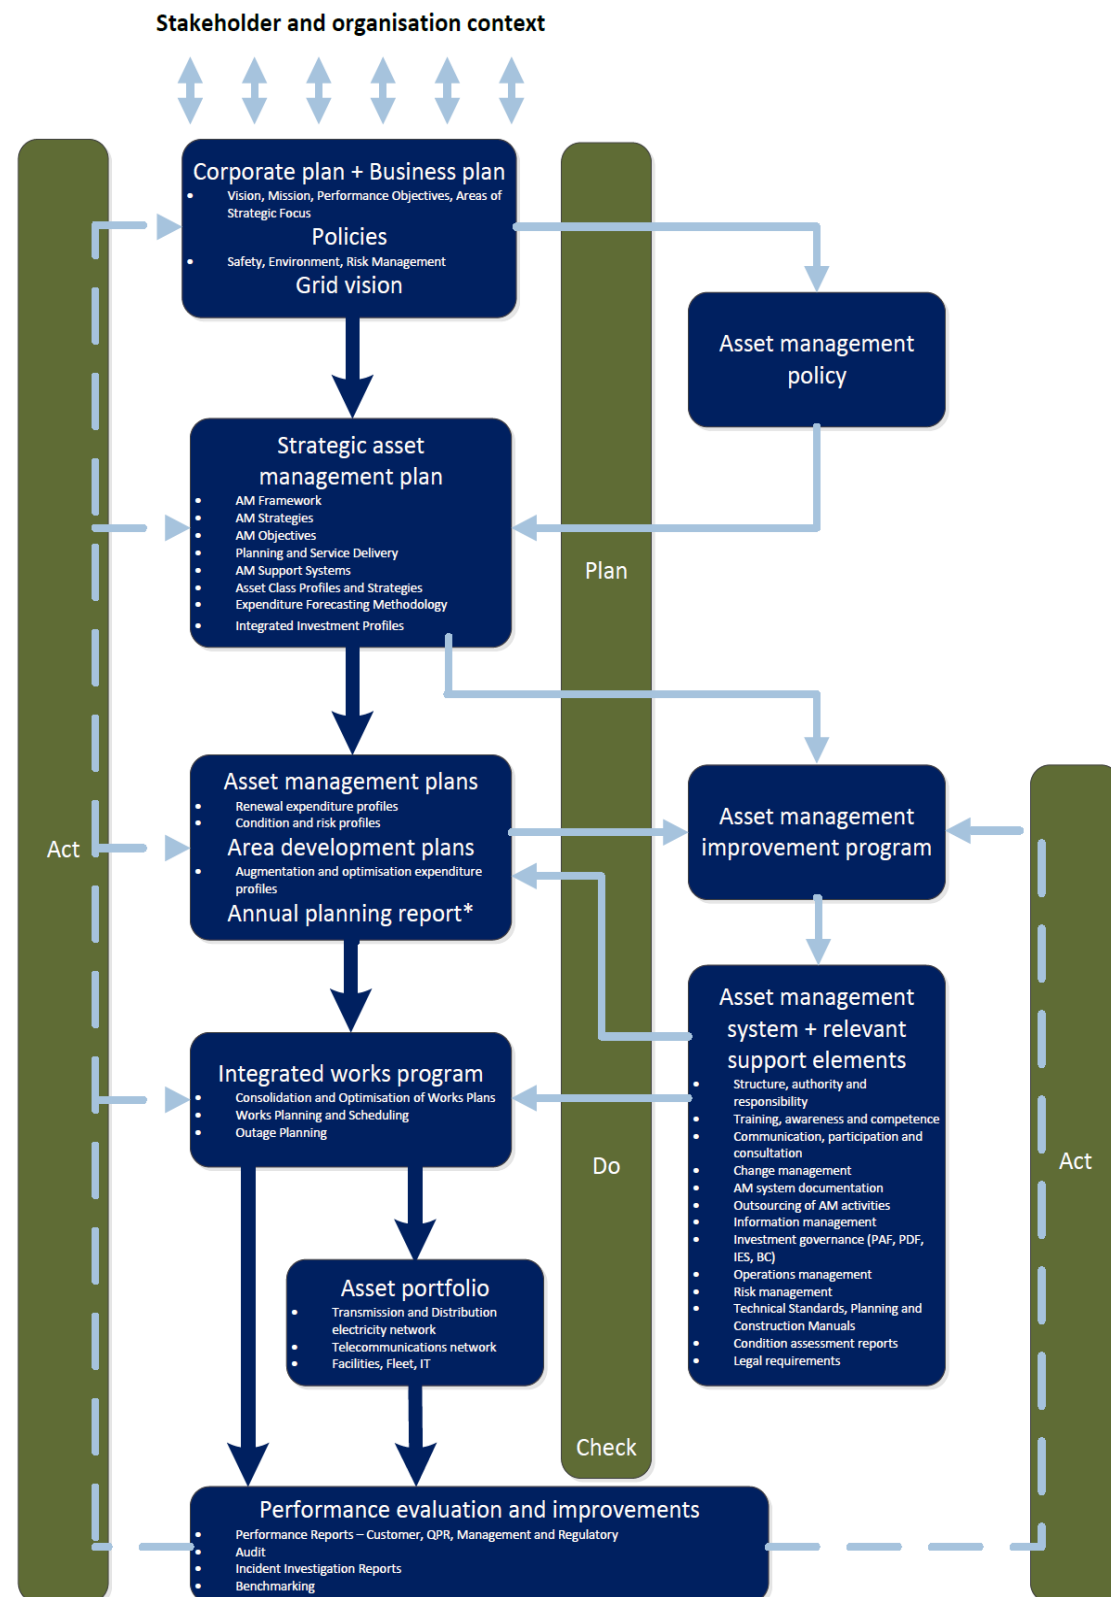 Stakeholder and organisation context
Corporate plan + Business plan
• Vision, Mission, Performance Objectives, Areas of
Strategic Focus
Policies
• Safety, Environment, Risk Management
Grid vision
Asset management
policy
Strategic asset
management plan
• AM Framework
• AM Strategies
• AM Objectives
• Planning and Service Delivery
• AM Support Systems
• Asset Class Profiles and Strategies
• Expenditure Forecasting Methodology
• Integrated Investment Profiles
Plan
Asset management plans
• Renewal expenditure profiles
• Condition and risk profiles
Area development plans
• Augmentation and optimisation expenditure
profiles
Annual planning report*
Asset management
improvement program
Act
Asset management
system + relevant
support elements
• Structure, authority and
responsibility
• Training, awareness and competence
• Communication, participation and
consultation
• Change management
• AM system documentation
• Outsourcing of AM activities
• Information management
• Investment governance (PAF, PDF,
IES, BC)
• Operations management
• Risk management
• Technical Standards, Planning and
Construction Manuals
• Condition assessment reports
• Legal requirements
Integrated works program
• Consolidation and Optimisation of Works Plans
• Works Planning and Scheduling
• Outage Planning
Do
Act
Asset portfolio
• Transmission and Distribution
electricity network
• Telecommunications network
• Facilities, Fleet, IT
Check
Performance evaluation and improvements
• Performance Reports – Customer, QPR, Management and Regulatory
• Audit
• Incident Investigation Reports
• Benchmarking